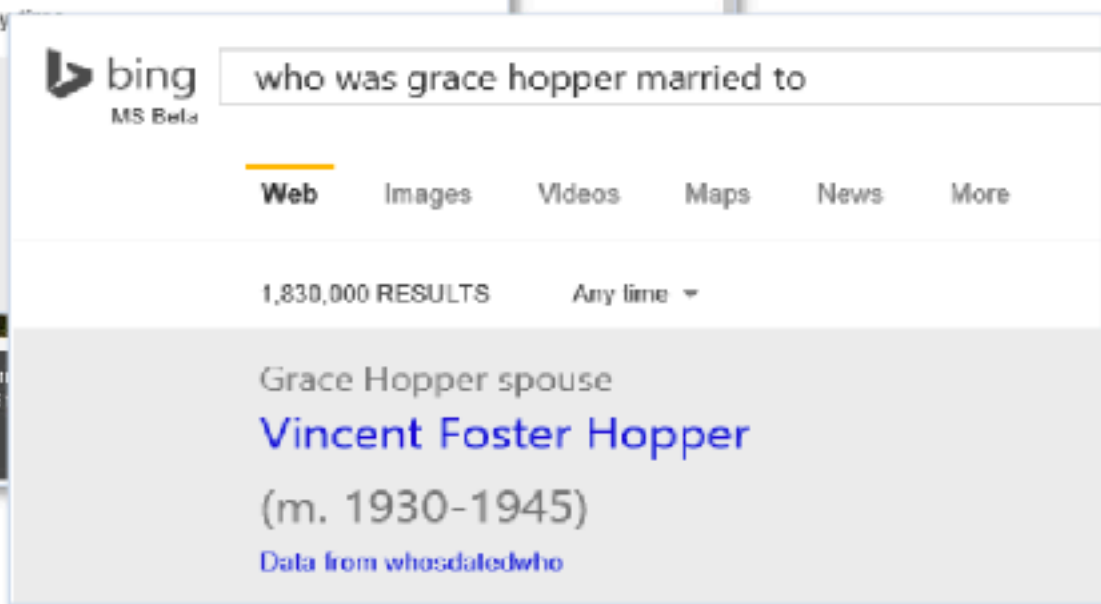 bing
who was grace hopper married to
MS Beta
Web Images Videos Maps News More
1,830,000 RESULTS Any time
Grace Hopper spouse
Vincent Foster Hopper
(m. 1930-1945)
Data from whosdatedwho